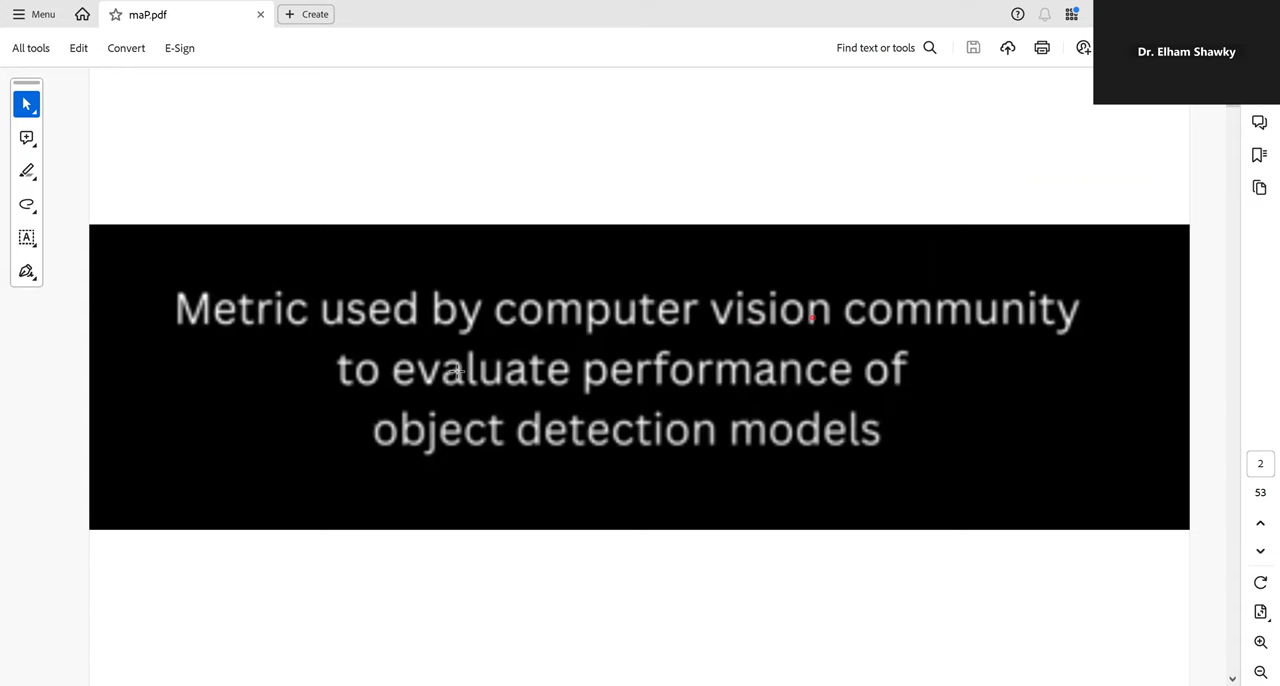 Menu
maP.pdf
Create
All tools
Edit
Convert
E-Sign
Find text or tools
Dr. Elham Shawky
Metric used by computer vision community
to evaluate performance of
object detection models
2
53